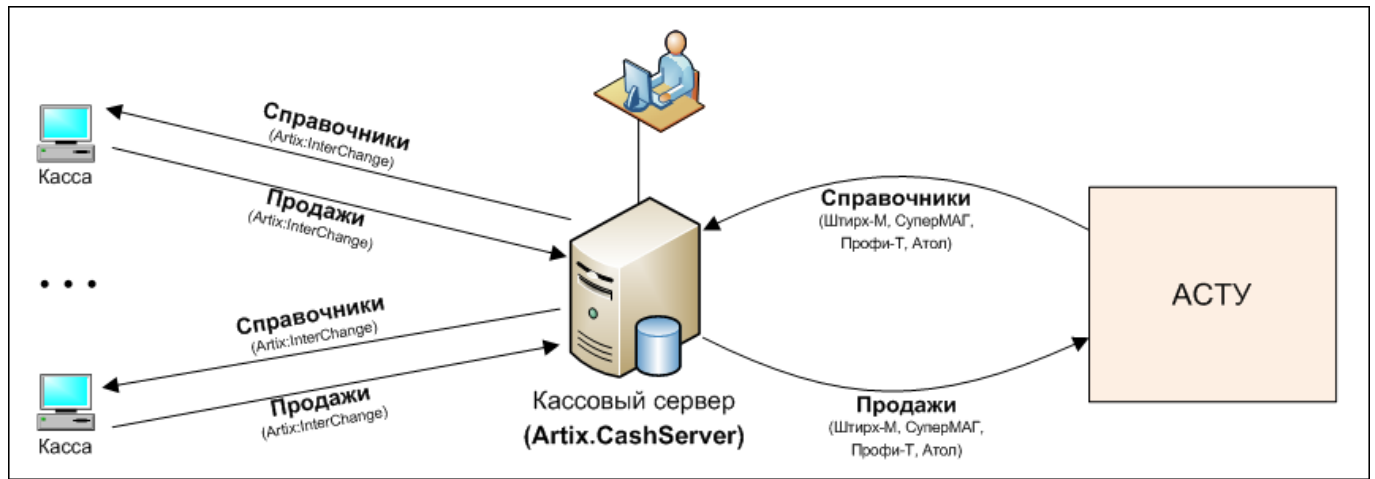 Справочники
(Artix:InterChange)
Касса
Продажи
(Artix:InterChange)
Справочники
(Штирх-М, СуперМАГ,
Профи-Т, Атол)
АСТУ
• • •
Справочники
(Artix:InterChange)
Продажи
(Artix:InterChange)
Касса
Кассовый сервер
(Artix.CashServer)
Продажи
(Штирх-М, СуперМАГ,
Профи-Т, Атол)